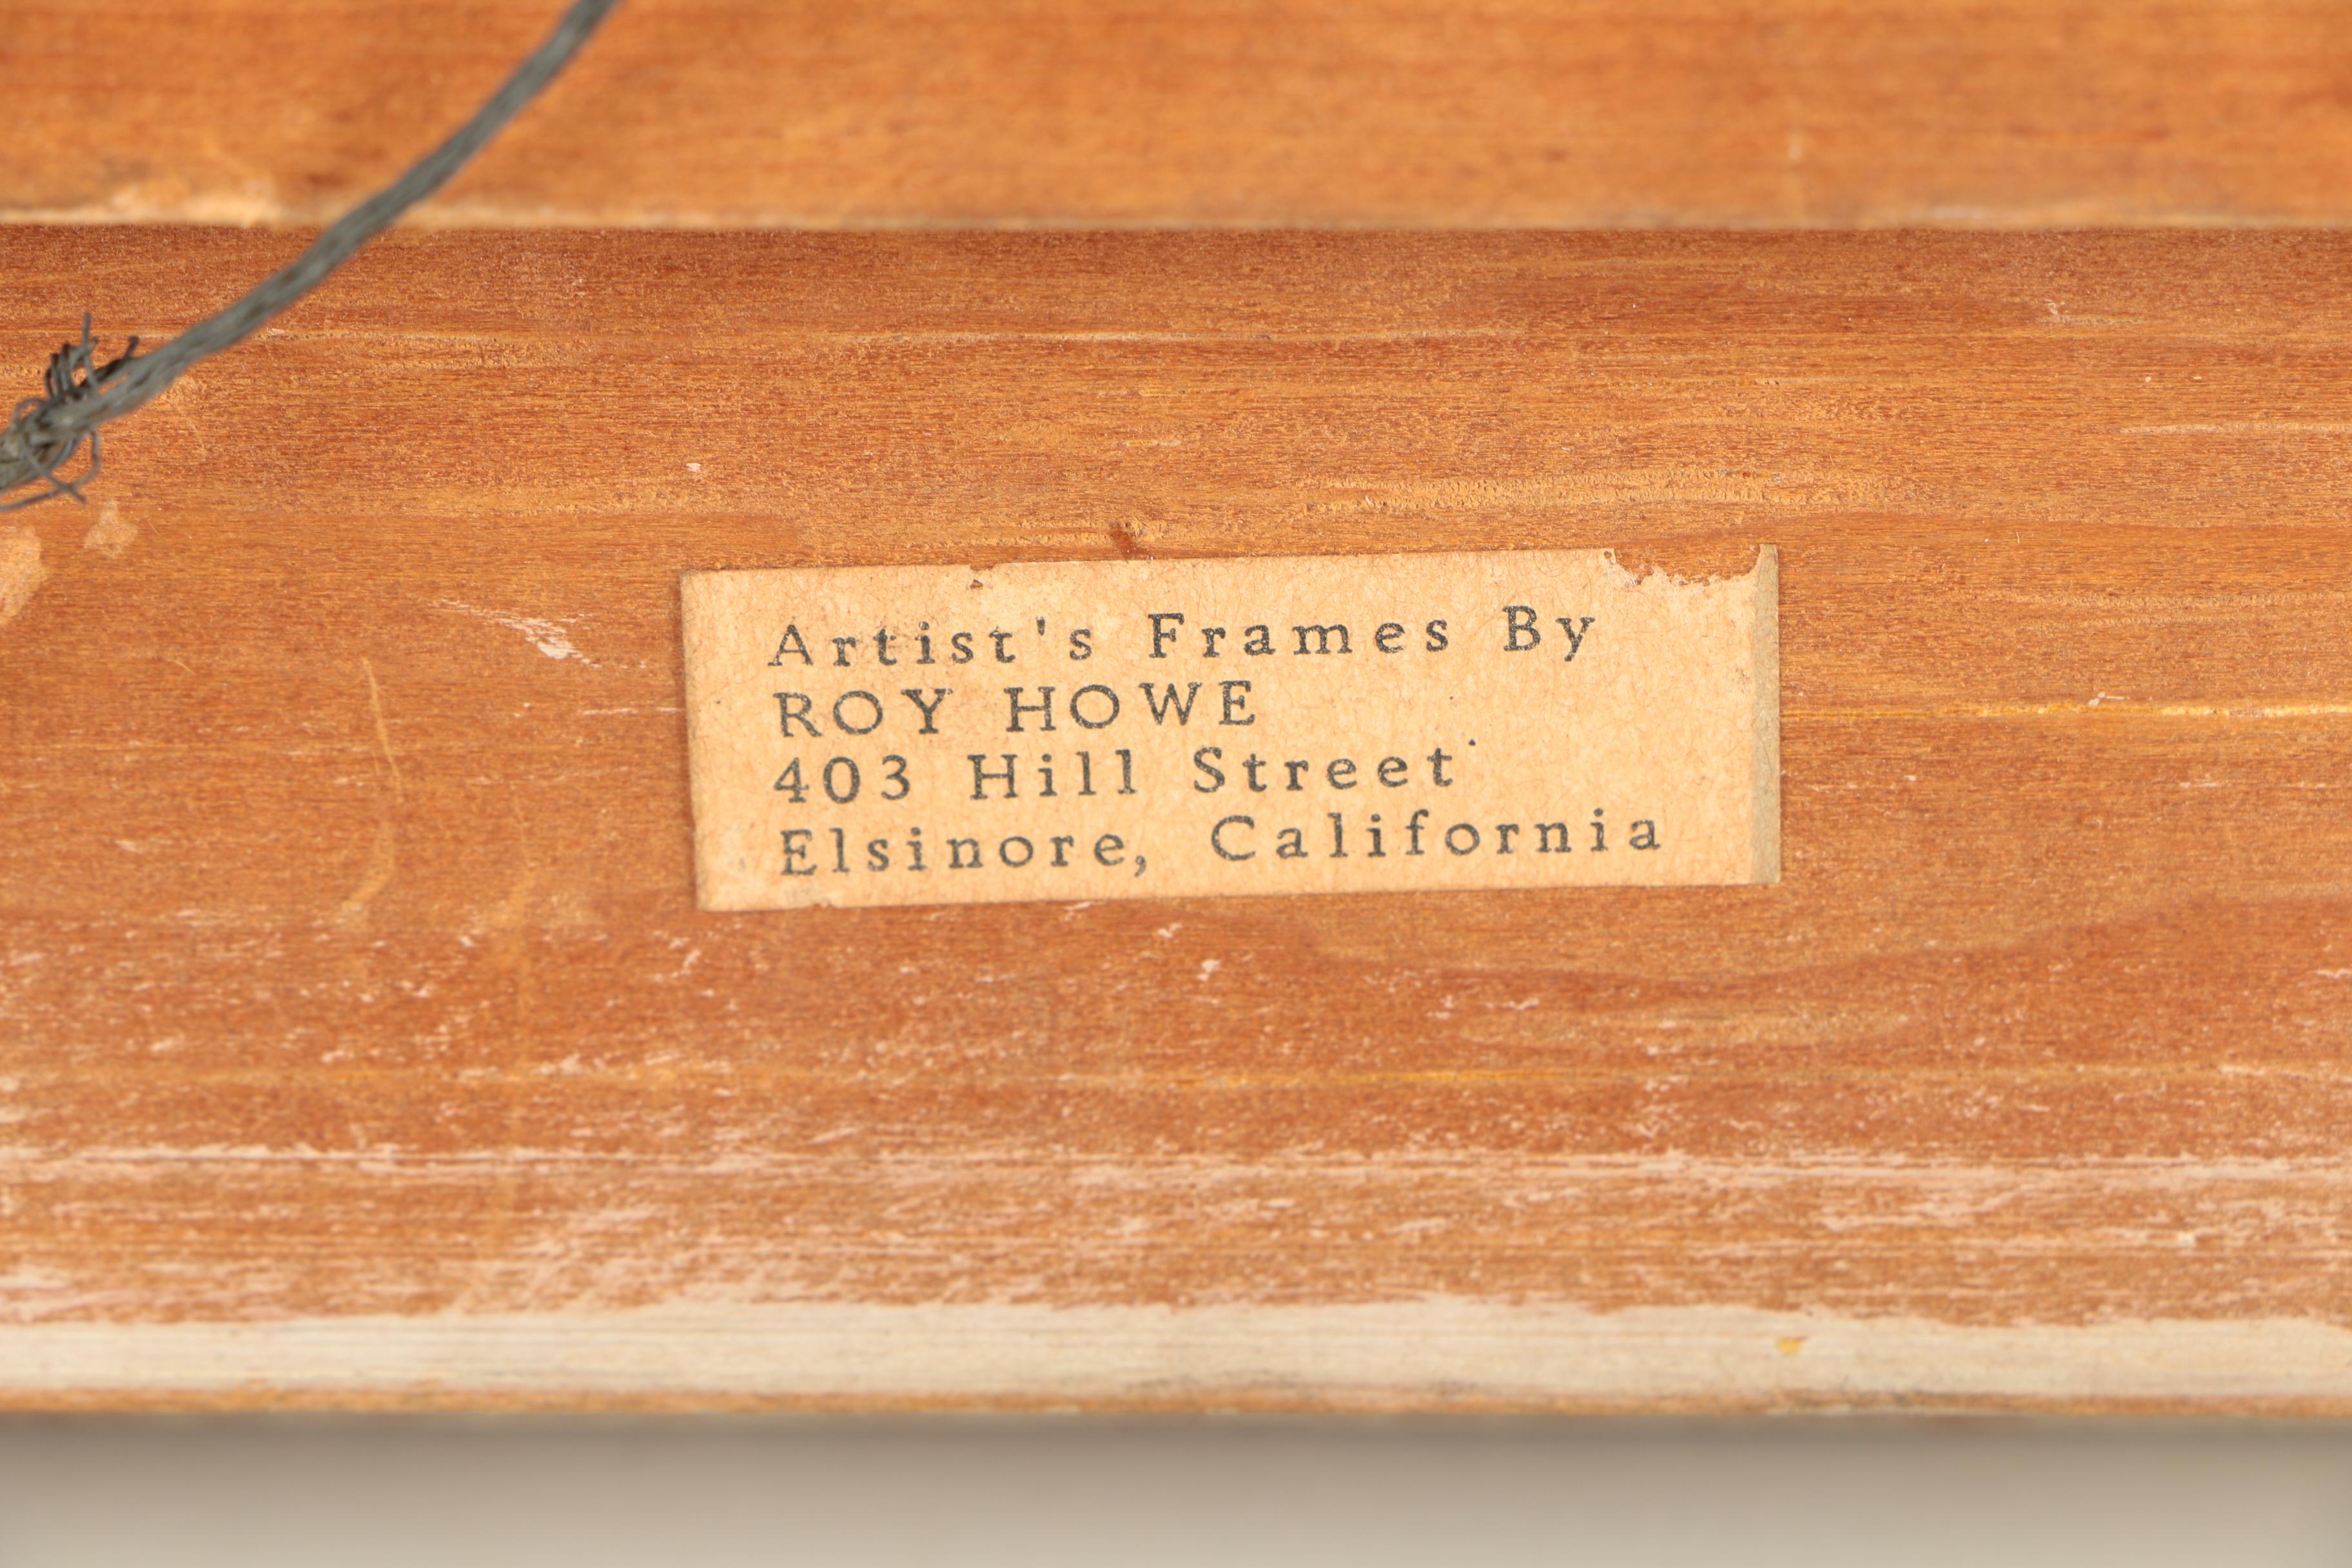 Artist's Frames By
ROY HOWE
403 Hill Street
Elsinore, California